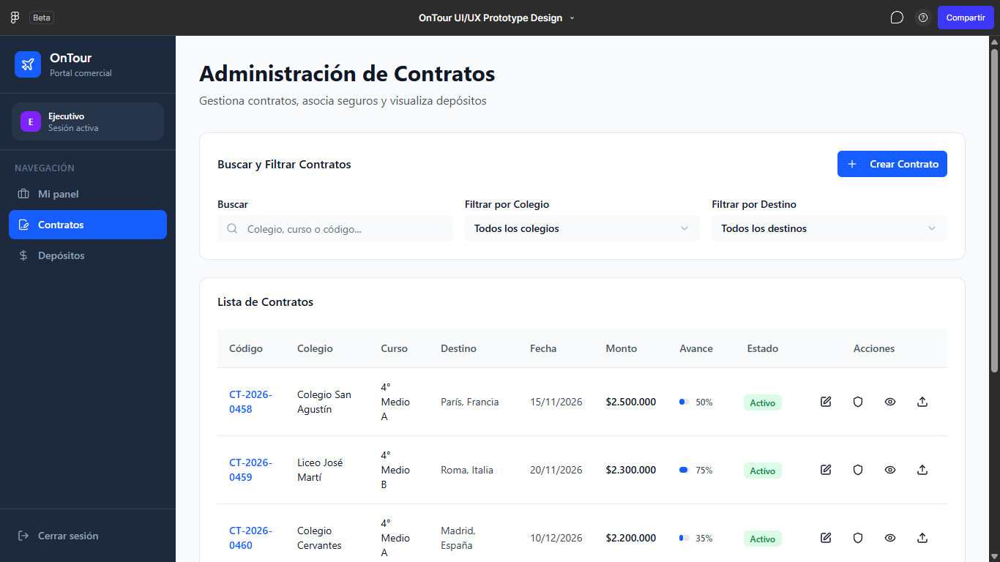 Beta
OnTour UI/UX Prototype Design
Compartir
OnTour
Portal comercial
E
Ejecutivo
Sesión activa
NAVEGACIÓN
Mi panel
Contratos
Depósitos
Cerrar sesión
Administración de Contratos
Gestiona contratos, asocia seguros y visualiza depósitos
Buscar y Filtrar Contratos
+ Crear Contrato
Buscar
Filtrar por Colegio
Filtrar por Destino
Colegio, curso o código...
Todos los colegios
Todos los destinos
Lista de Contratos
Código Colegio Curso Destino Fecha Monto Avance Estado Acciones
CT-2026-
0458
Colegio San
Agustín
4°
Medio
A
París, Francia
15/11/2026
$2.500.000
50%
Activo
CT-2026-
0459
Liceo José
Martí
4°
Medio
B
Roma, Italia
20/11/2026
$2.300.000
75%
Activo
CT-2026-
0460
Colegio
Cervantes
4°
Medio
A
Madrid,
España
10/12/2026
$2.200.000
35%
Activo